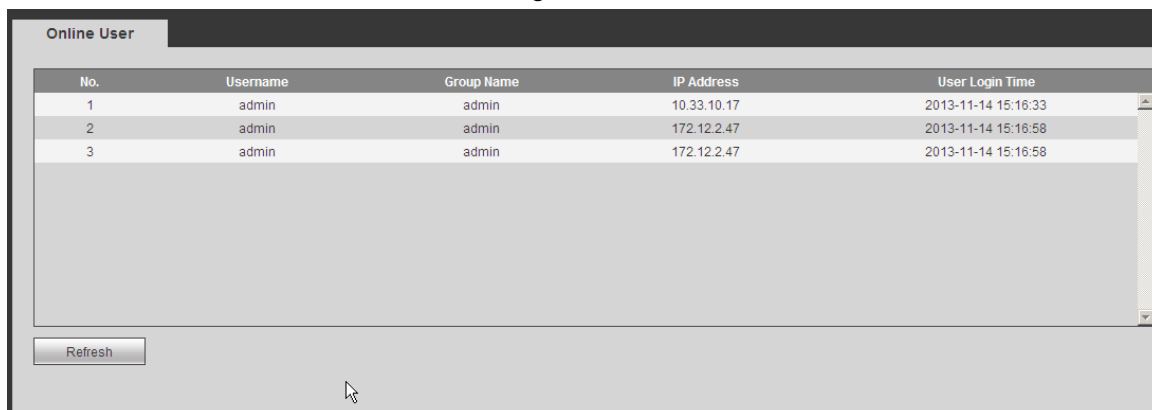 Online User
No. Username Group Name IP Address User Login Time
1 admin admin 10.33.10.17 2013-11-14 15:16:33
2 admin admin 172.12.2.47 2013-11-14 15:16:58
3 admin admin 172.12.2.47 2013-11-14 15:16:58
Refresh